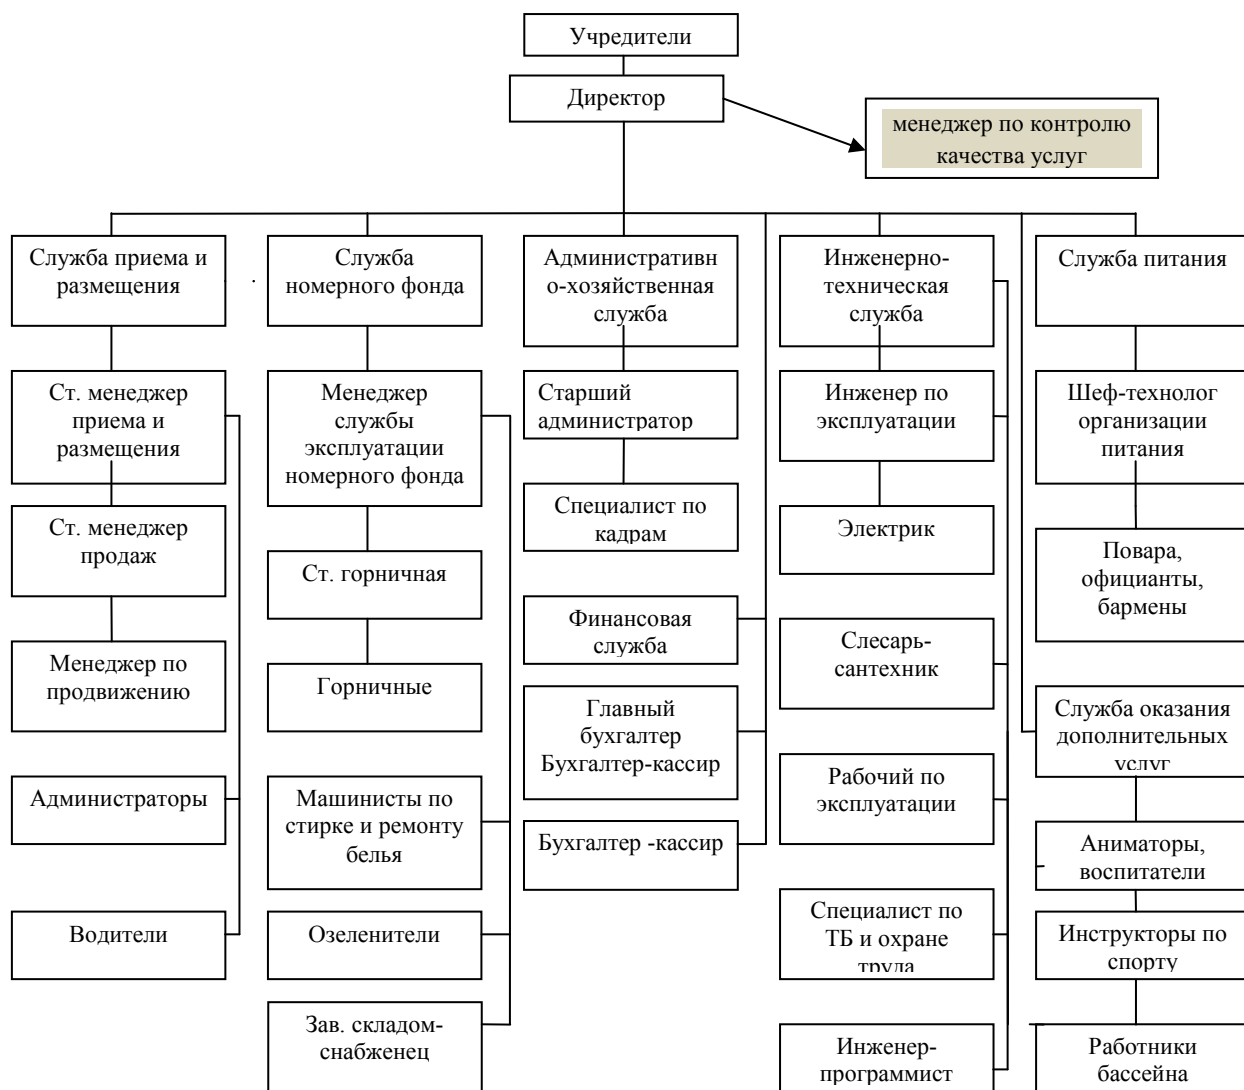 Учредители
Директор
менеджер по контролю
качества услуг
Служба приема и
размещения
Служба
номерного фонда
Административн
о-хозяйственная
служба
Инженерно-
техническая
служба
Служба питания
Ст. менеджер
приема и
размещения
Менеджер
службы
эксплуатации
номерного фонда
Старший
администратор
Инженер по
эксплуатации
Шеф-технолог
организации
питания
Ст. менеджер
продаж
Ст. горничная
Специалист по
кадрам
Электрик
Повара,
официанты,
бармены
Менеджер по
продвижению
Горничные
Финансовая
служба
Слесарь-
сантехник
Служба оказания
дополнительных
услуг
Главный
бухгалтер
Бухгалтер-кассир
Администраторы
Машинисты по
стирке и ремонту
белья
Бухгалтер -кассир
Рабочий по
эксплуатации
Аниматоры,
воспитатели
Водители
Озеленители
Специалист по
ТБ и охране
труда
Инструкторы по
спорту
Зав. складом-
снабженец
Инженер-
программист
Работники
бассейна